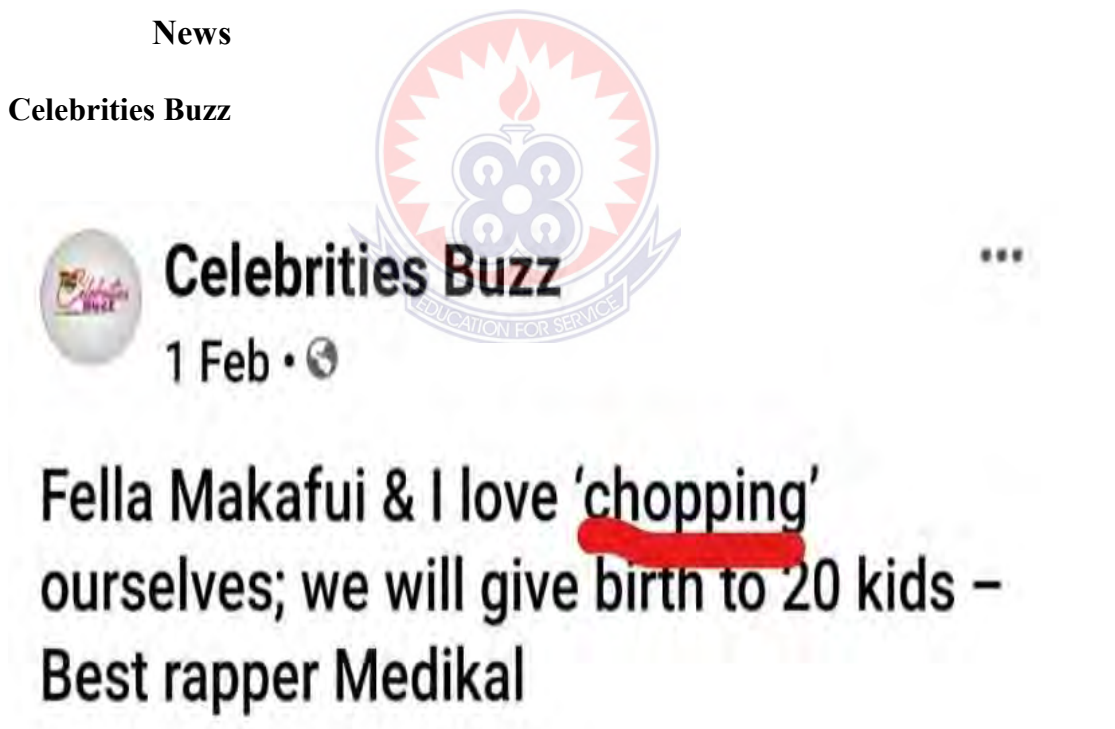 News
Celebrities Buzz
Celebrities Buzz
1 Feb •
EDUCATION FOR SERVICE
Fella Makafui & I love ‘chopping’
ourselves; we will give birth to 20 kids –
Best rapper Medikal